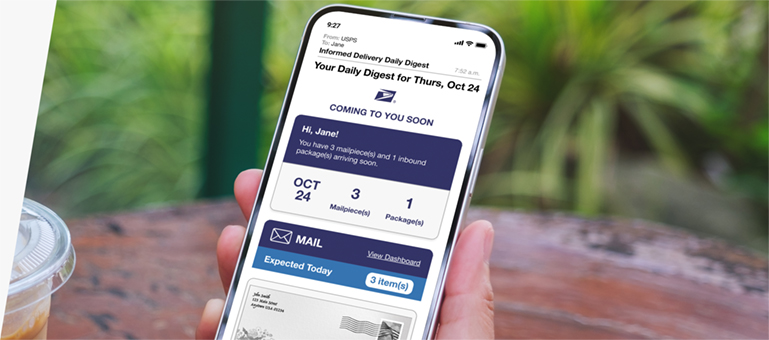 9:27
From: USPS
To: Jane
Informed Delivery Daily Digest
7:52 a.m.
Your Daily Digest for Thurs, Oct 24
COMING TO YOU SOON
Hi, Jane!
You have 3 mailpiece(s) and 1 inbound
package(s) arriving soon.
OCT
24
3
Mailpiece(s)
1
Package(s)
MAIL
View Dashboard
Expected Today
3 item(s)